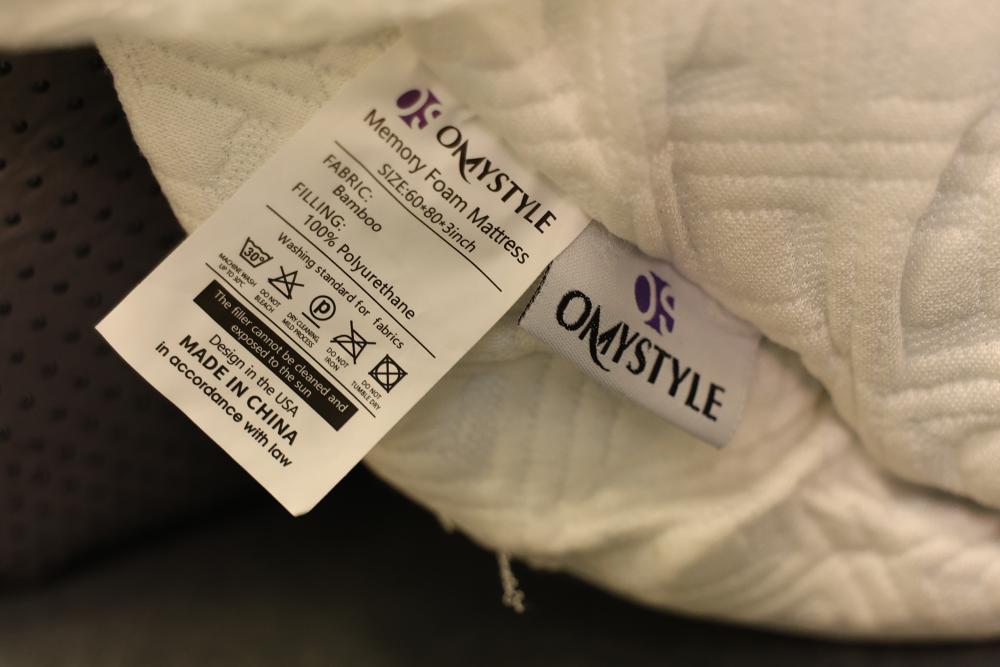 OMYSTYLE
Memory Foam Mattress
SIZE:60*80*3inch
FABRIC:
Bamboo
FILLING:
100% Polyurethane
Washing standard for fabrics
30°
P
MACHINE WASH
UP TO 30℃
DO NOT
BLEACH
DRY CLEANING
MILD PROCESS
DO NOT
IRON
DO NOT
TUMBLE DRY
The filler cannot be cleaned and
exposed to the sun
Design in the USA
MADE IN CHINA
in accordance with law
OMYSTYLE